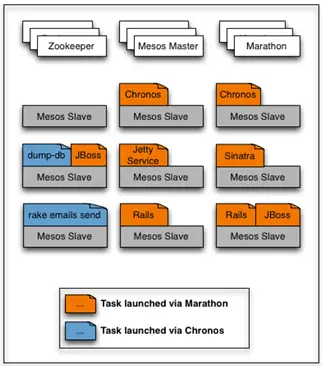 Zookeeper
Mesos Master
Marathon
Chronos
Chronos
Mesos Slave
Mesos Slave
Mesos Slave
dump-db
JBoss
Jetty
Service
Sinatra
Mesos Slave
Mesos Slave
Mesos Slave
rake emails send
Rails
Rails
JBoss
Mesos Slave
Mesos Slave
Mesos Slave
... Task launched via Marathon
... Task launched via Chronos